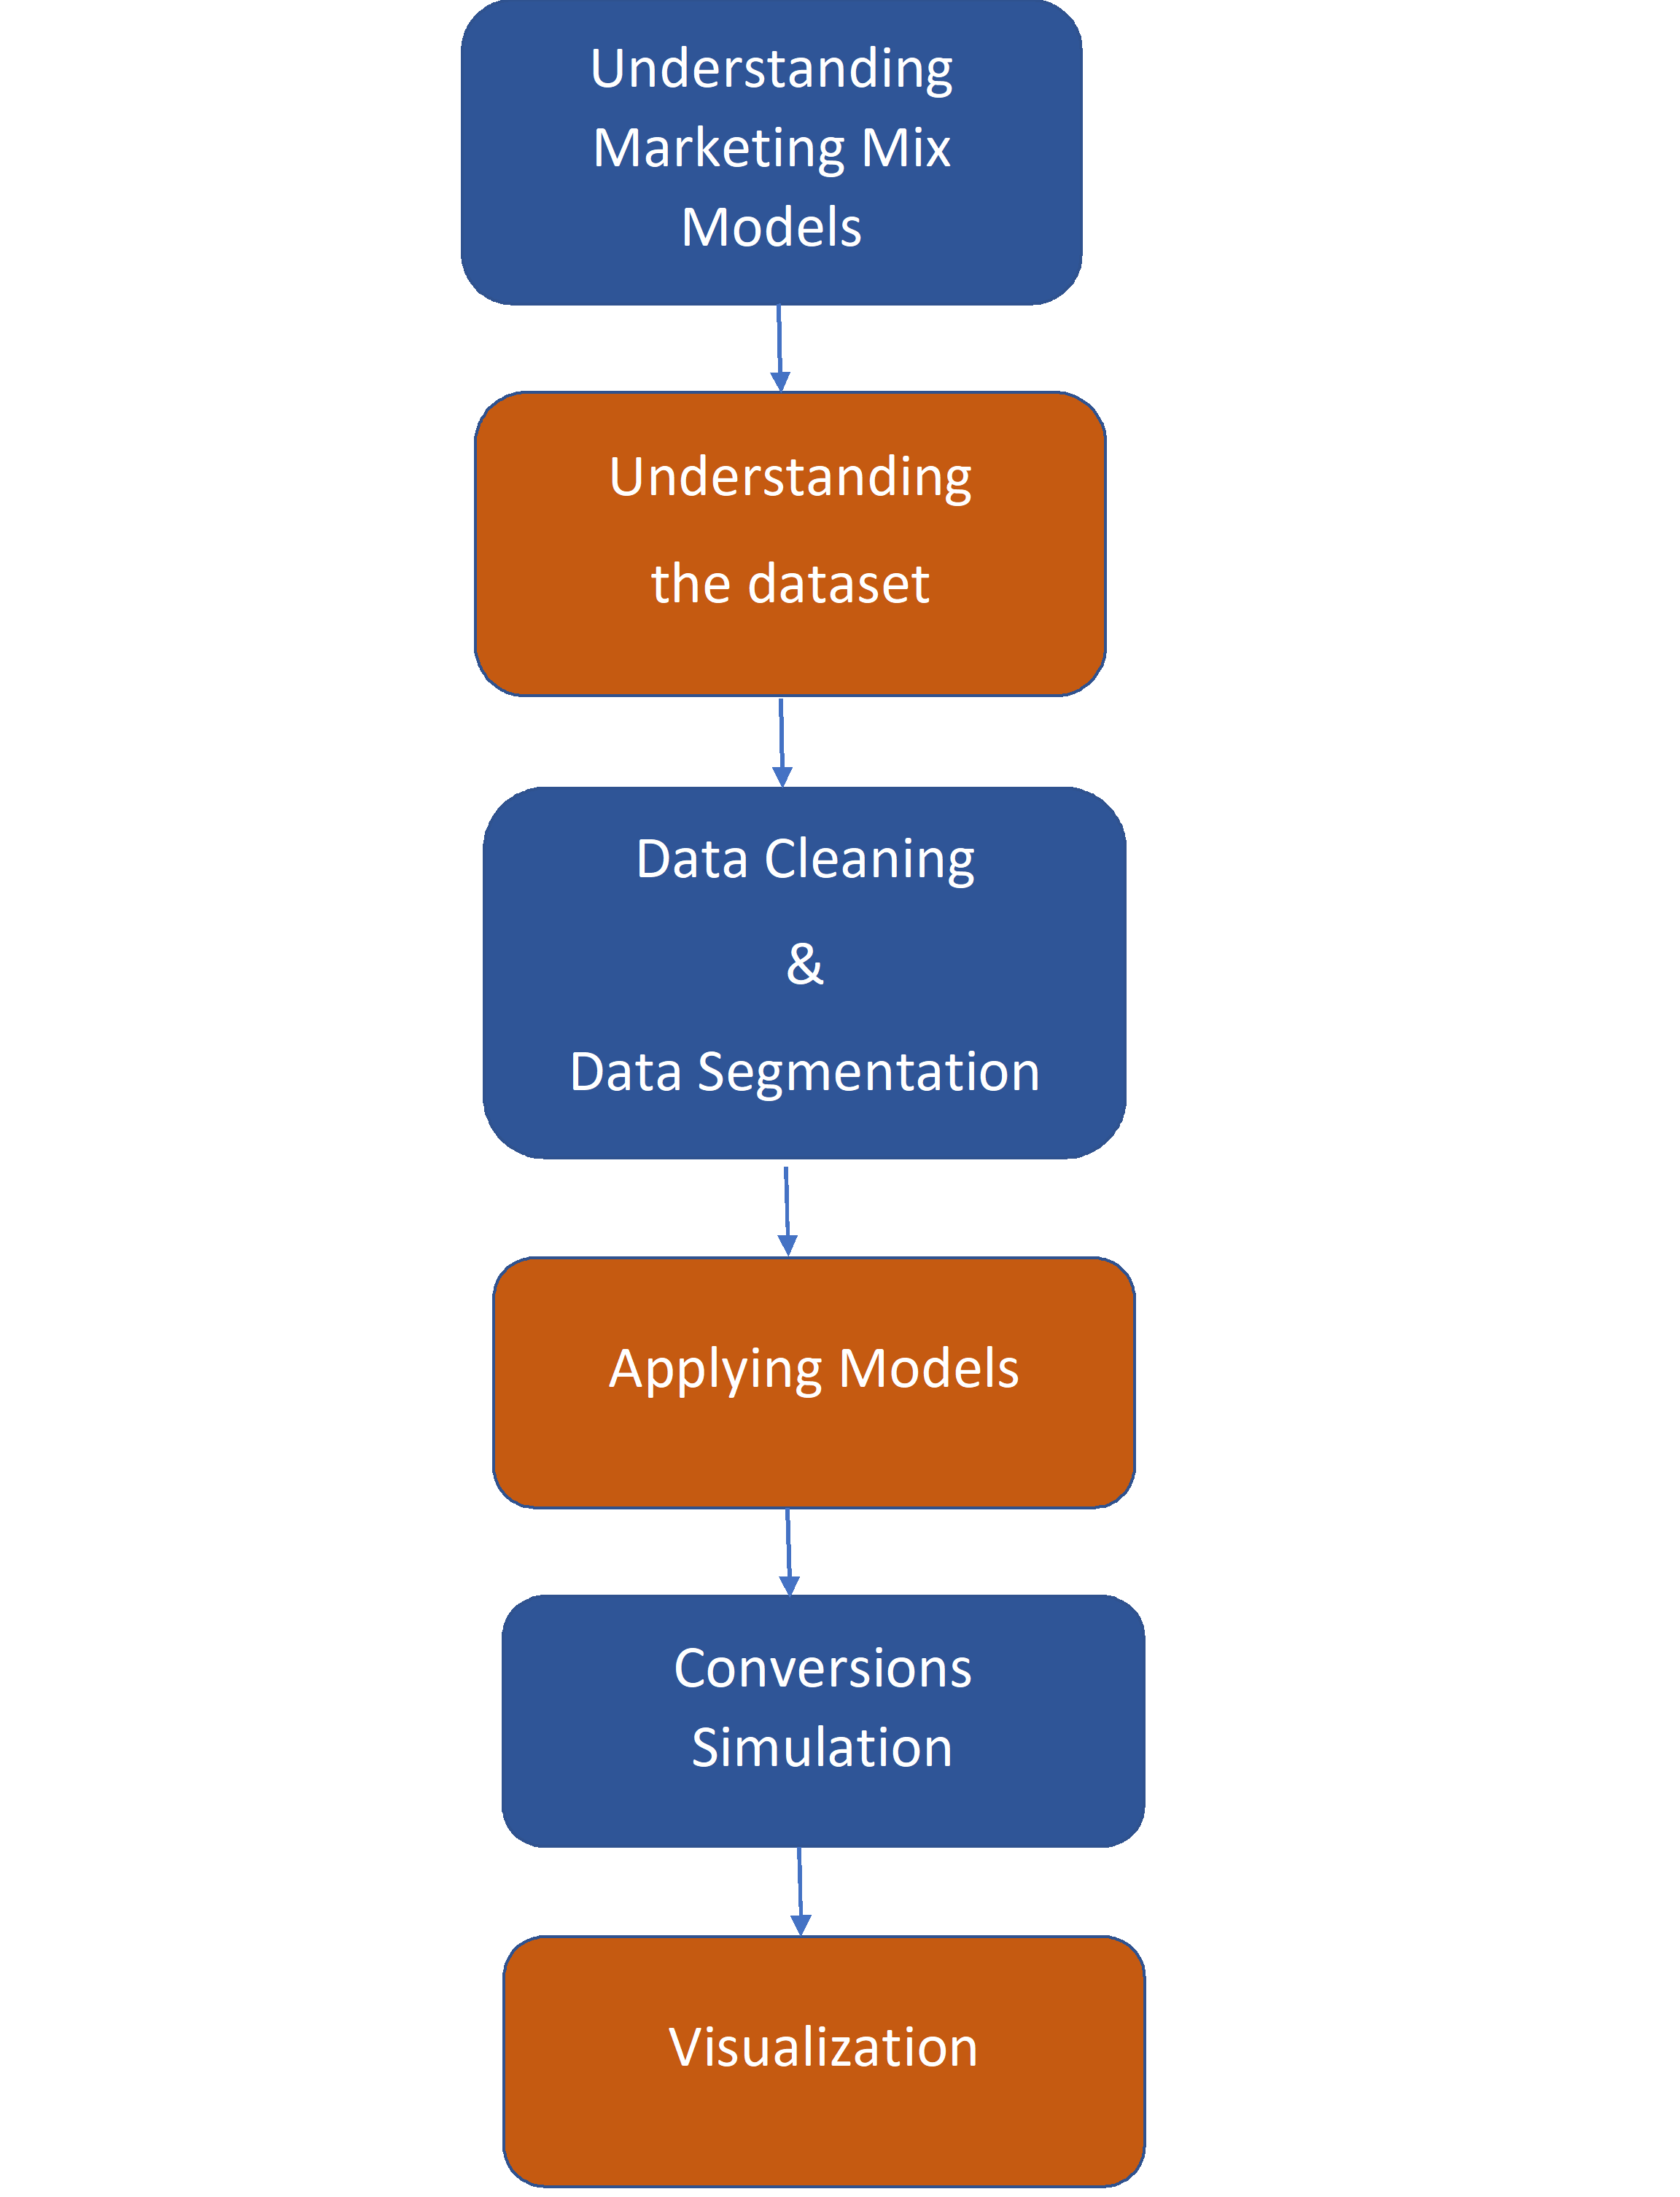 Understanding
Marketing Mix
Models
Understanding
the dataset
Data Cleaning
&
Data Segmentation
Applying Models
Conversions
Simulation
Visualization